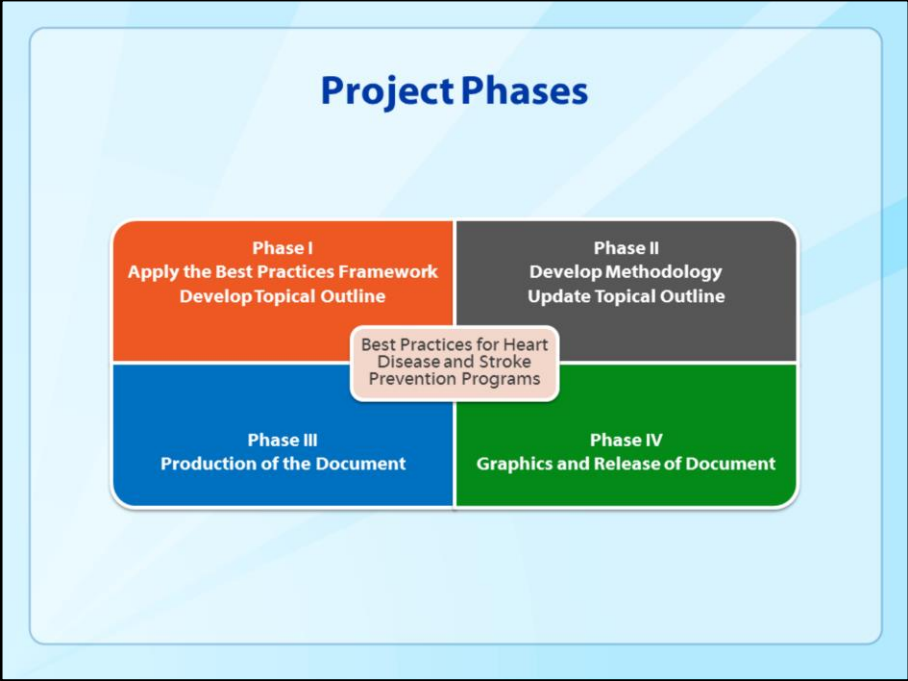 Project Phases
Phase I
Apply the Best Practices Framework
Develop Topical Outline
Phase II
Develop Methodology
Update Topical Outline
Best Practices for Heart
Disease and Stroke
Prevention Programs
Phase III
Production of the Document
Phase IV
Graphics and Release of Document